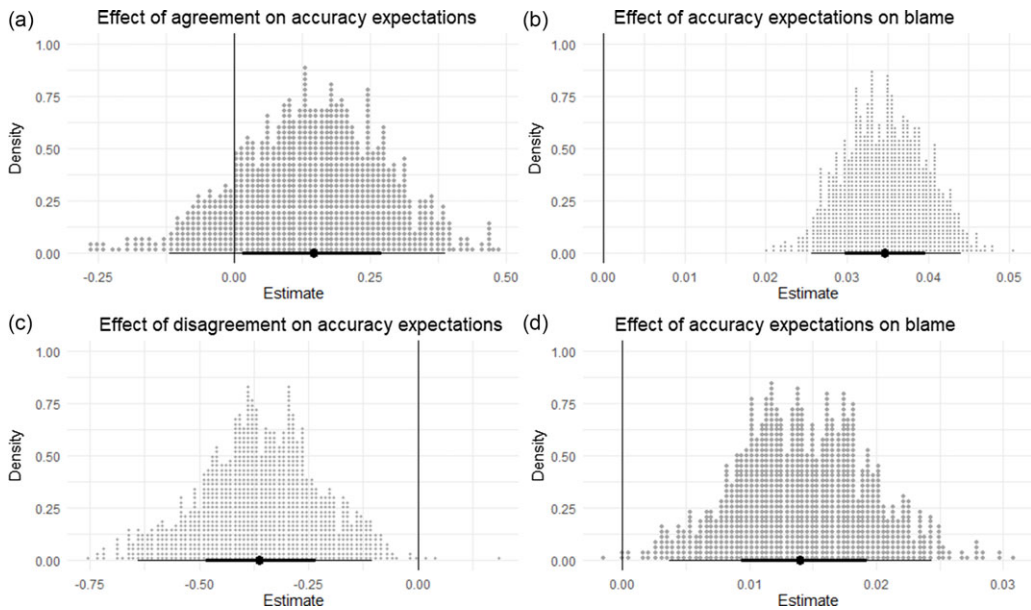 (a) Effect of agreement on accuracy expectations
1.00
0.75
0.50
0.25
0.00
Density
-0.25 0.00 0.25 0.50
Estimate
(b) Effect of accuracy expectations on blame
1.00
0.75
0.50
0.25
0.00
Density
0.00 0.01 0.02 0.03 0.04 0.05
Estimate
(c) Effect of disagreement on accuracy expectations
1.00
0.75
0.50
0.25
0.00
Density
-0.75 -0.50 -0.25 0.00
Estimate
(d) Effect of accuracy expectations on blame
1.00
0.75
0.50
0.25
0.00
Density
0.00 0.01 0.02 0.03
Estimate